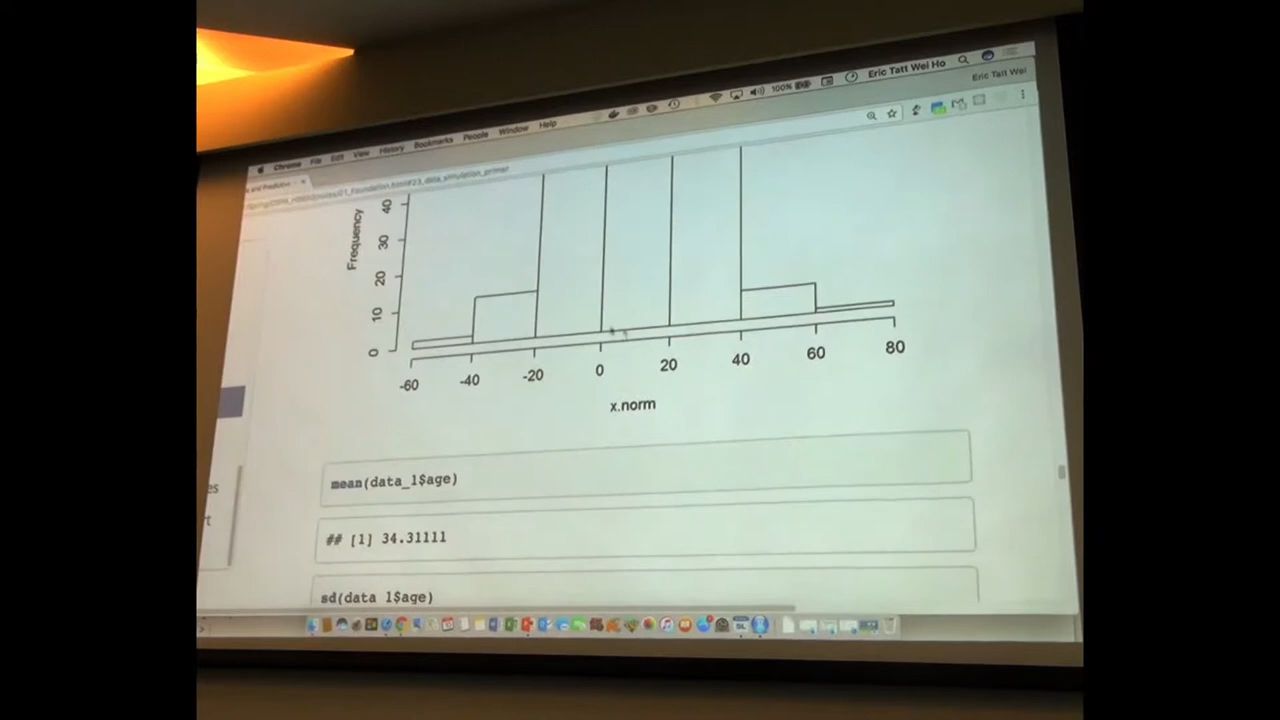 Chrome File Edit View History Bookmarks People Window Help 100% Eric Tatt Wei Ho
Eric Tatt Wei
Frequency
40
30
20
10
0
-60 -40 -20 0 20 40 60 80
x.norm
mean(data_1$age)
## [1] 34.31111
sd(data_1$age)
es
rt